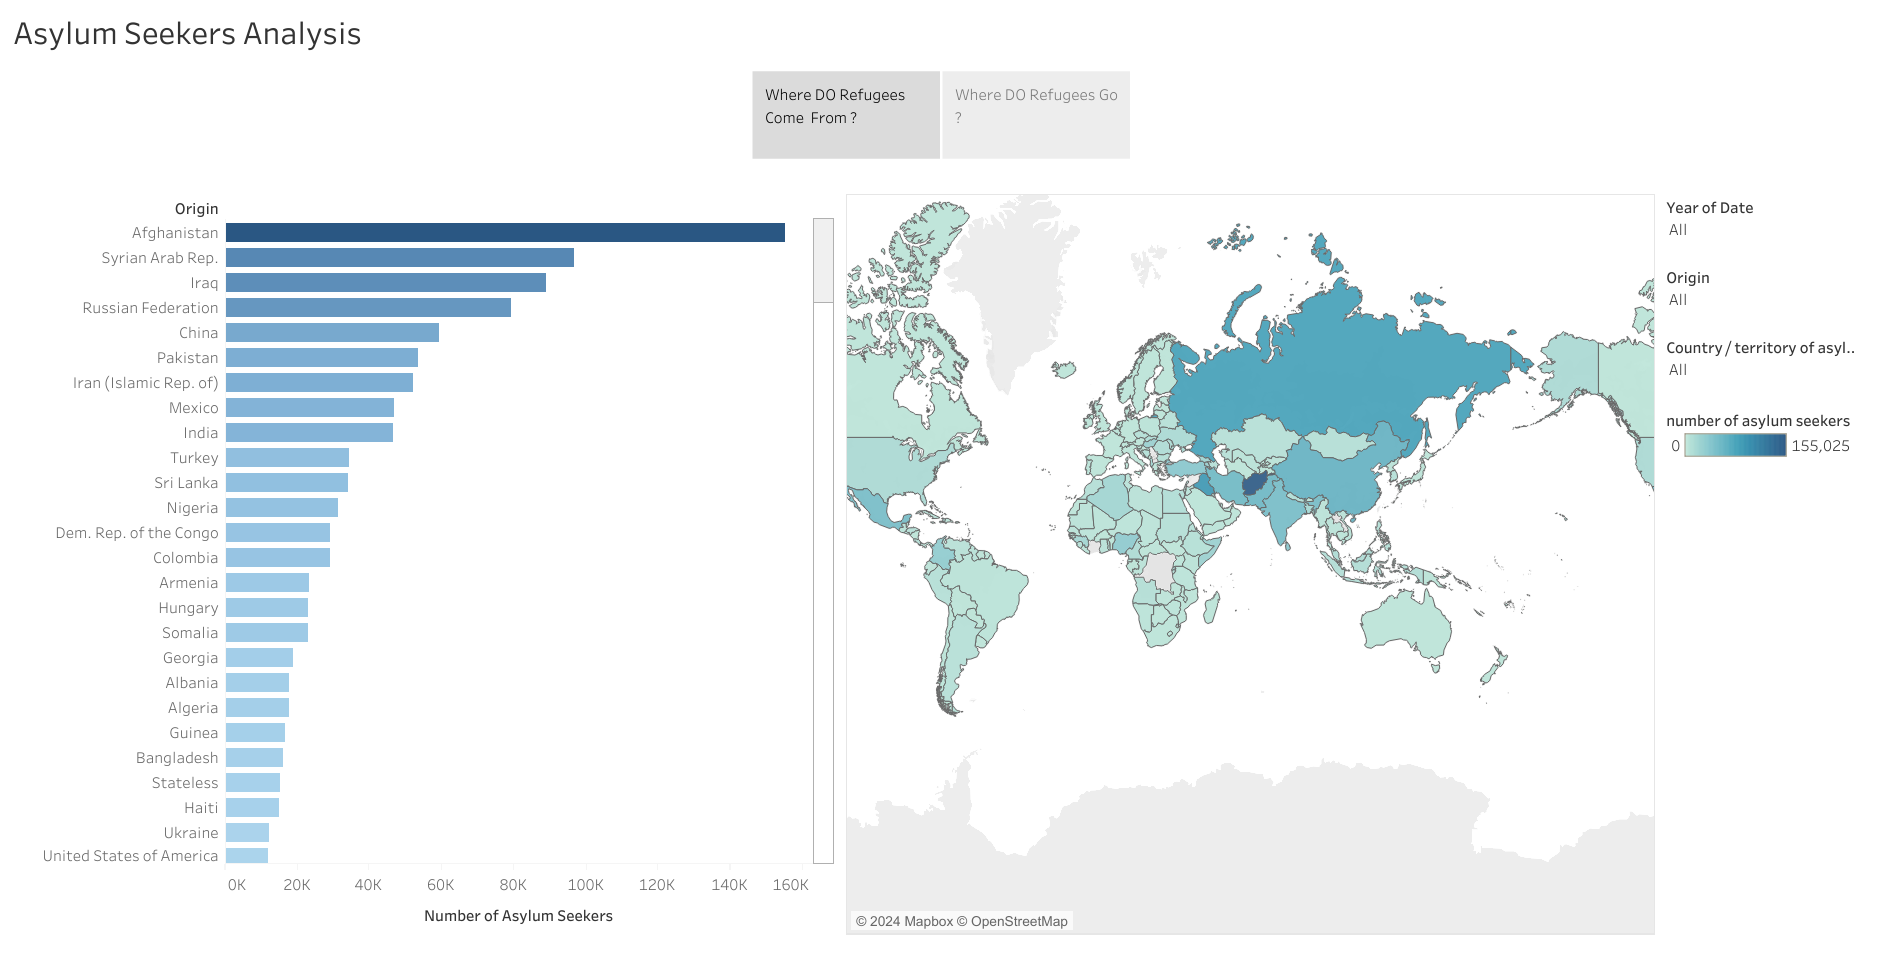 Asylum Seekers Analysis
Where DO Refugees
Come  From ?
Where DO Refugees Go
?
Origin
Afghanistan
Syrian Arab Rep.
Iraq
Russian Federation
China
Pakistan
Iran (Islamic Rep. of)
Mexico
India
Turkey
Sri Lanka
Nigeria
Dem. Rep. of the Congo
Colombia
Armenia
Hungary
Somalia
Georgia
Albania
Algeria
Guinea
Bangladesh
Stateless
Haiti
Ukraine
United States of America
0K 20K 40K 60K 80K 100K 120K 140K 160K
Number of Asylum Seekers
© 2024 Mapbox © OpenStreetMap
Year of Date
All
Origin
All
Country / territory of asyl..
All
number of asylum seekers
0 155,025